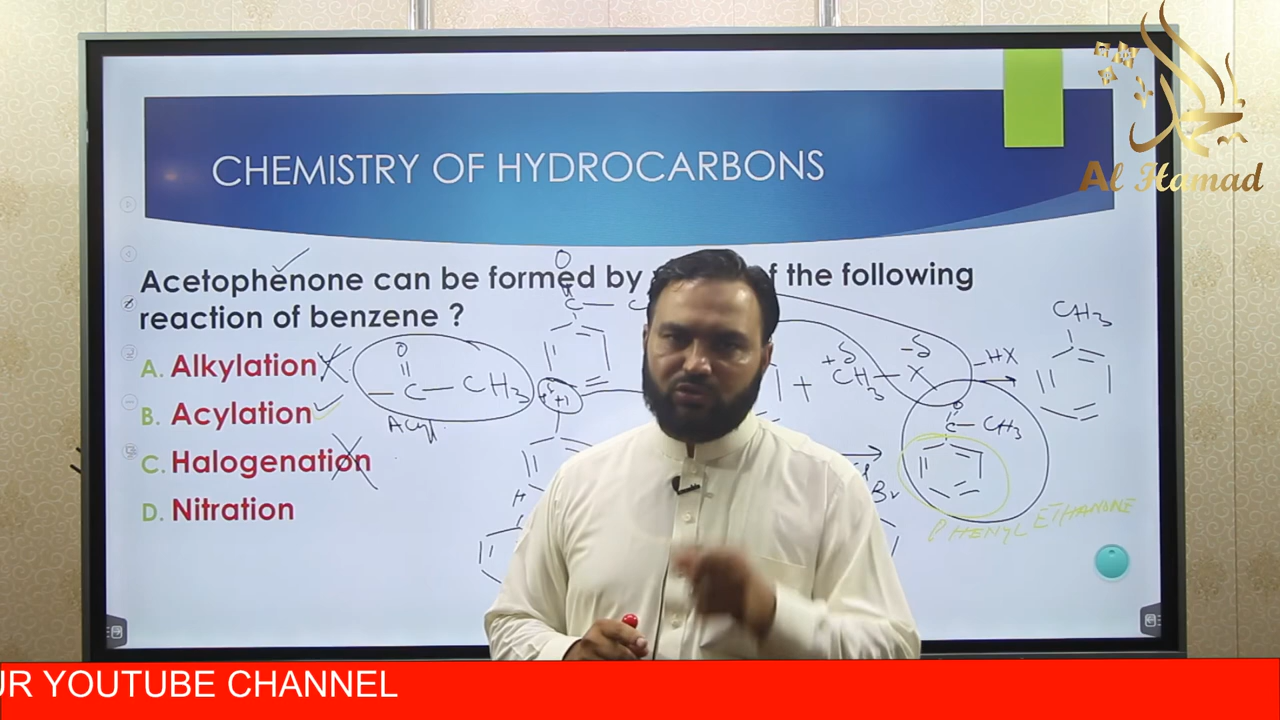 Al Hamad
CHEMISTRY OF HYDROCARBONS
Acetophenone can be formed by f the following
reaction of benzene ?
A. Alkylation
B. Acylation
C. Halogenation
D. Nitration
O
C
O
C — CH3
+δ
-δ
+ CH3 — X
-HX
CH3
O
C — CH3
Br
PHENYL ETHANONE
UR YOUTUBE CHANNEL